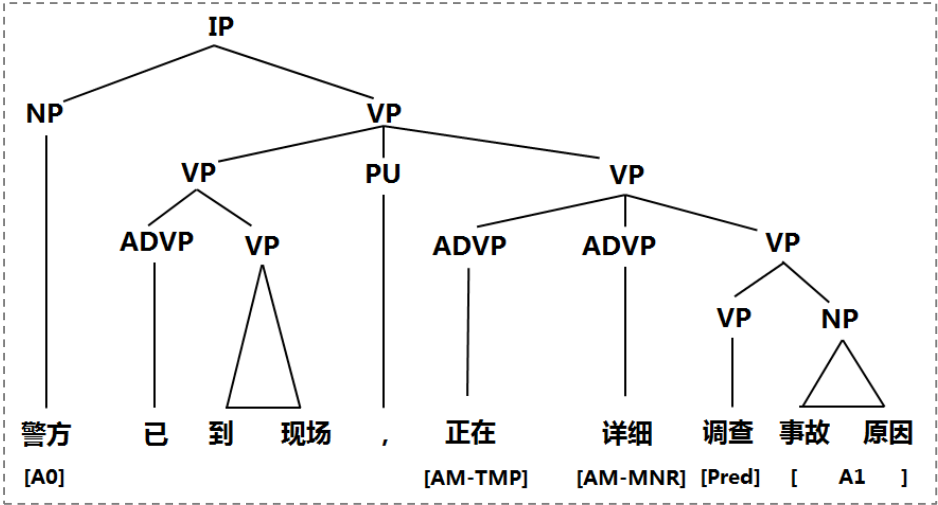 IP
NP VP
VP PU VP
ADVP VP ADVP ADVP VP
VP NP
警方 已 到 现场 , 正在 详细 调查 事故 原因
[A0] [AM-TMP] [AM-MNR] [Pred] [ A1 ]